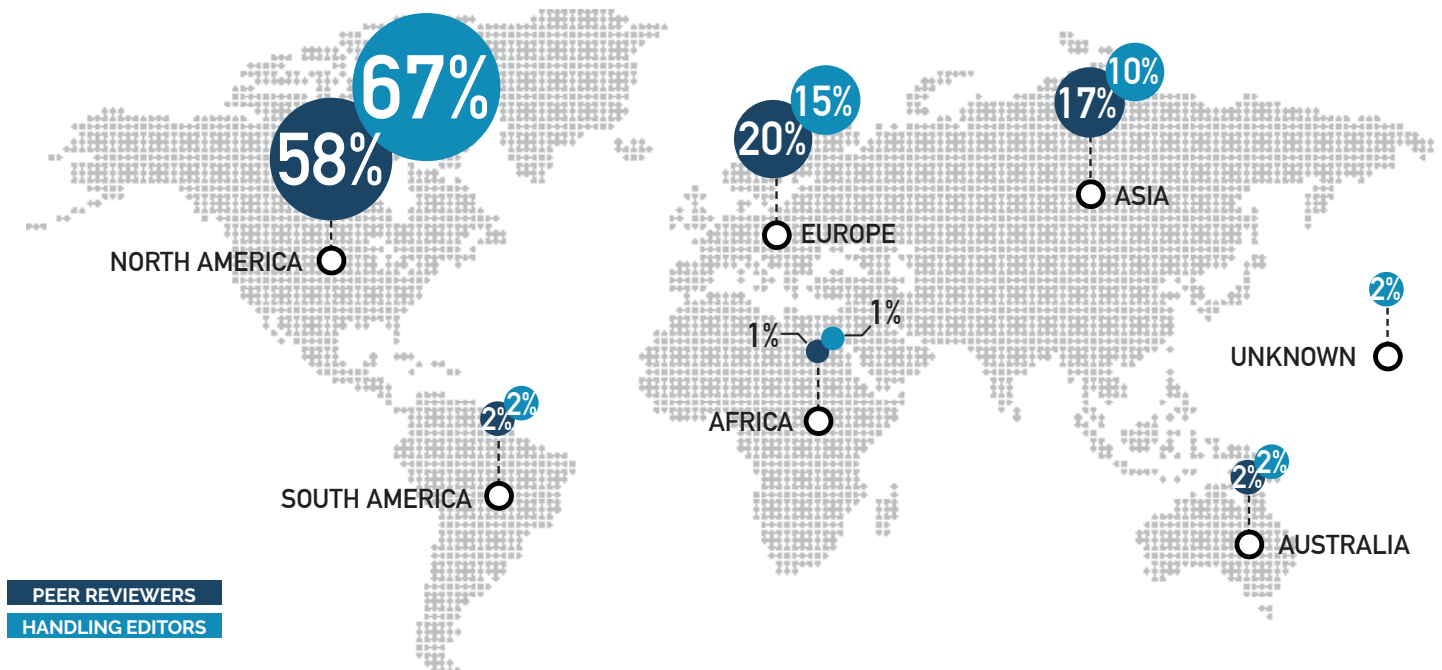 67%
58%
NORTH AMERICA
15%
20%
EUROPE
10%
17%
ASIA
2%
UNKNOWN
1%
1%
AFRICA
2%
2%
SOUTH AMERICA
2%
2%
AUSTRALIA
PEER REVIEWERS
HANDLING EDITORS